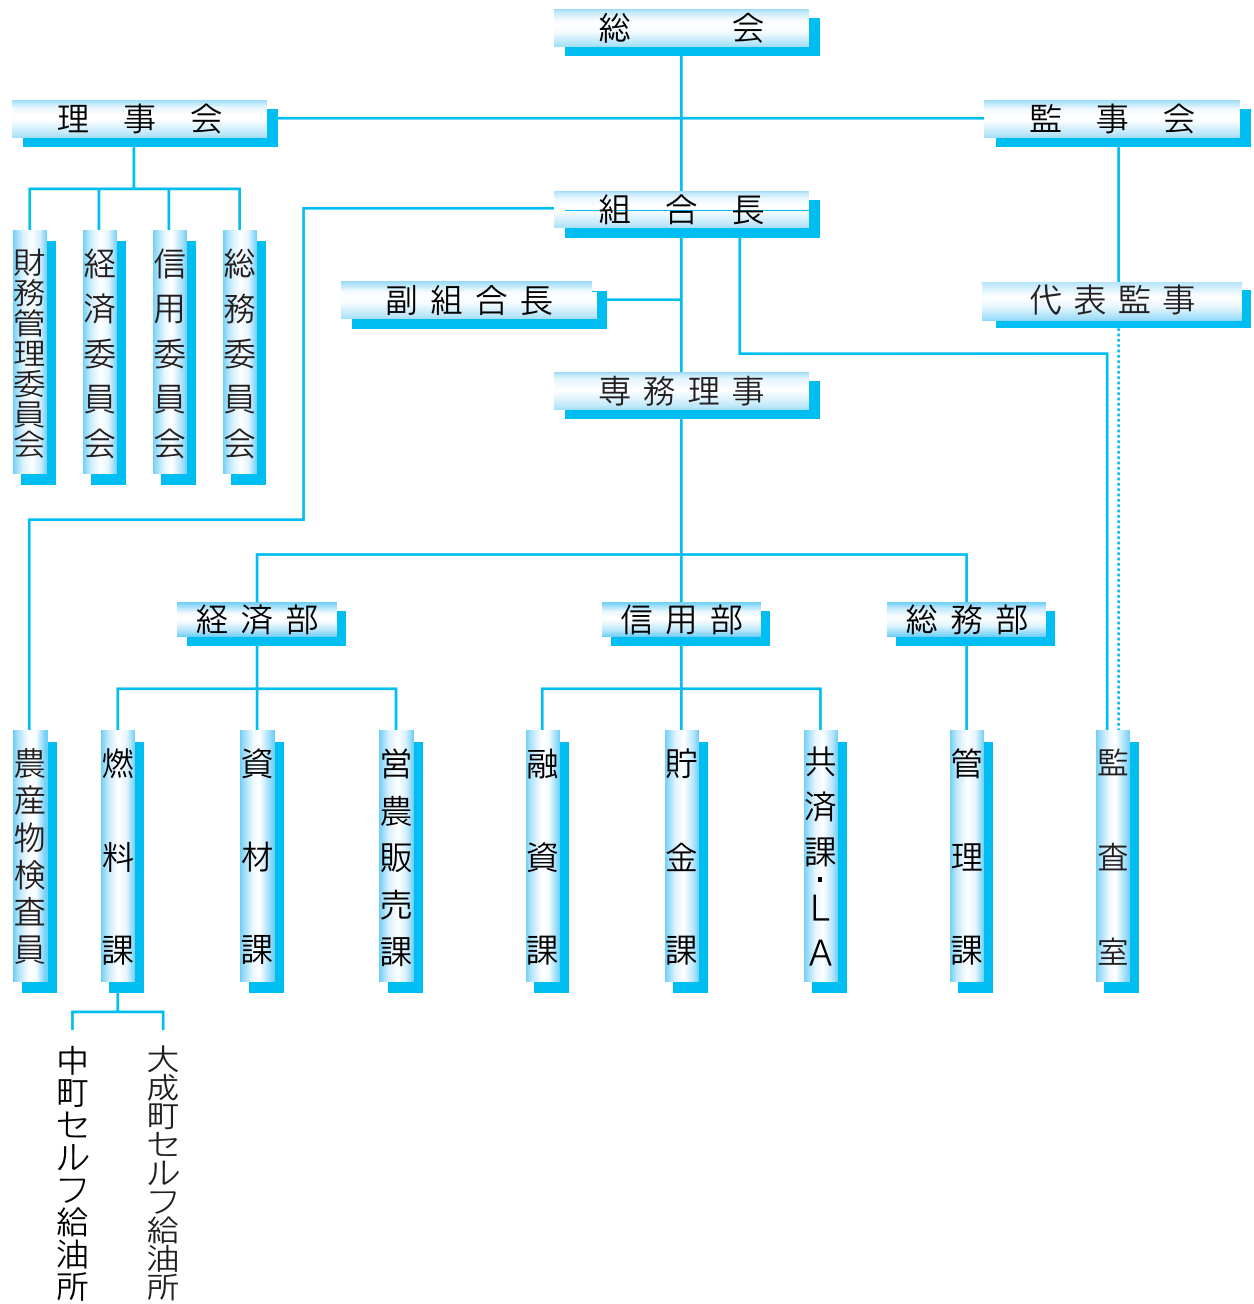 総会
理事会
監事会
組合長
財務管理委員会
経済委員会
信用委員会
総務委員会
副組合長
代表監事
専務理事
経済部
信用部
総務部
農産物検査員
燃料課
資材課
営農販売課
融資課
貯金課
共済課・LA
管理課
監査室
中町セルフ給油所
大成町セルフ給油所